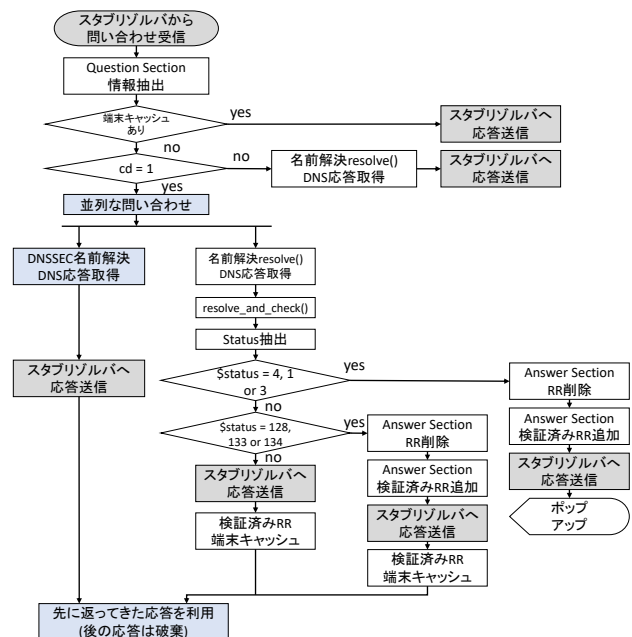 スタブリゾルバから
問い合わせ受信
Question Section
情報抽出
端末キャッシュ
あり
yes
スタブリゾルバへ
応答送信
no
cd = 1
no
名前解決resolve()
DNS応答取得
スタブリゾルバへ
応答送信
yes
並列な問い合わせ
DNSSEC名前解決
DNS応答取得
名前解決resolve()
DNS応答取得
resolve_and_check()
Status抽出
スタブリゾルバへ
応答送信
$status = 4, 1
or 3
yes
Answer Section
RR削除
Answer Section
検証済みRR追加
スタブリゾルバへ
応答送信
ポップ
アップ
no
$status = 128,
133 or 134
yes
Answer Section
RR削除
Answer Section
検証済みRR追加
スタブリゾルバへ
応答送信
検証済みRR
端末キャッシュ
no
スタブリゾルバへ
応答送信
検証済みRR
端末キャッシュ
先に返ってきた応答を利用
(後の応答は破棄)